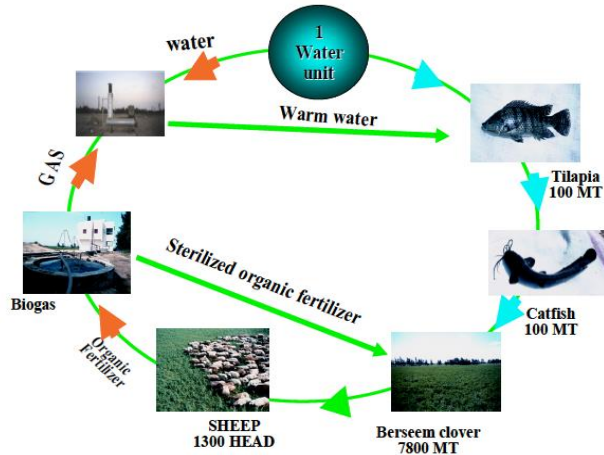 1
Water
unit
water
Warm water
GAS
Tilapia
100 MT
Sterilized organic fertilizer
Biogas
Catfish
100 MT
Organic
Fertilizer
SHEEP
1300 HEAD
Berseem clover
7800 MT